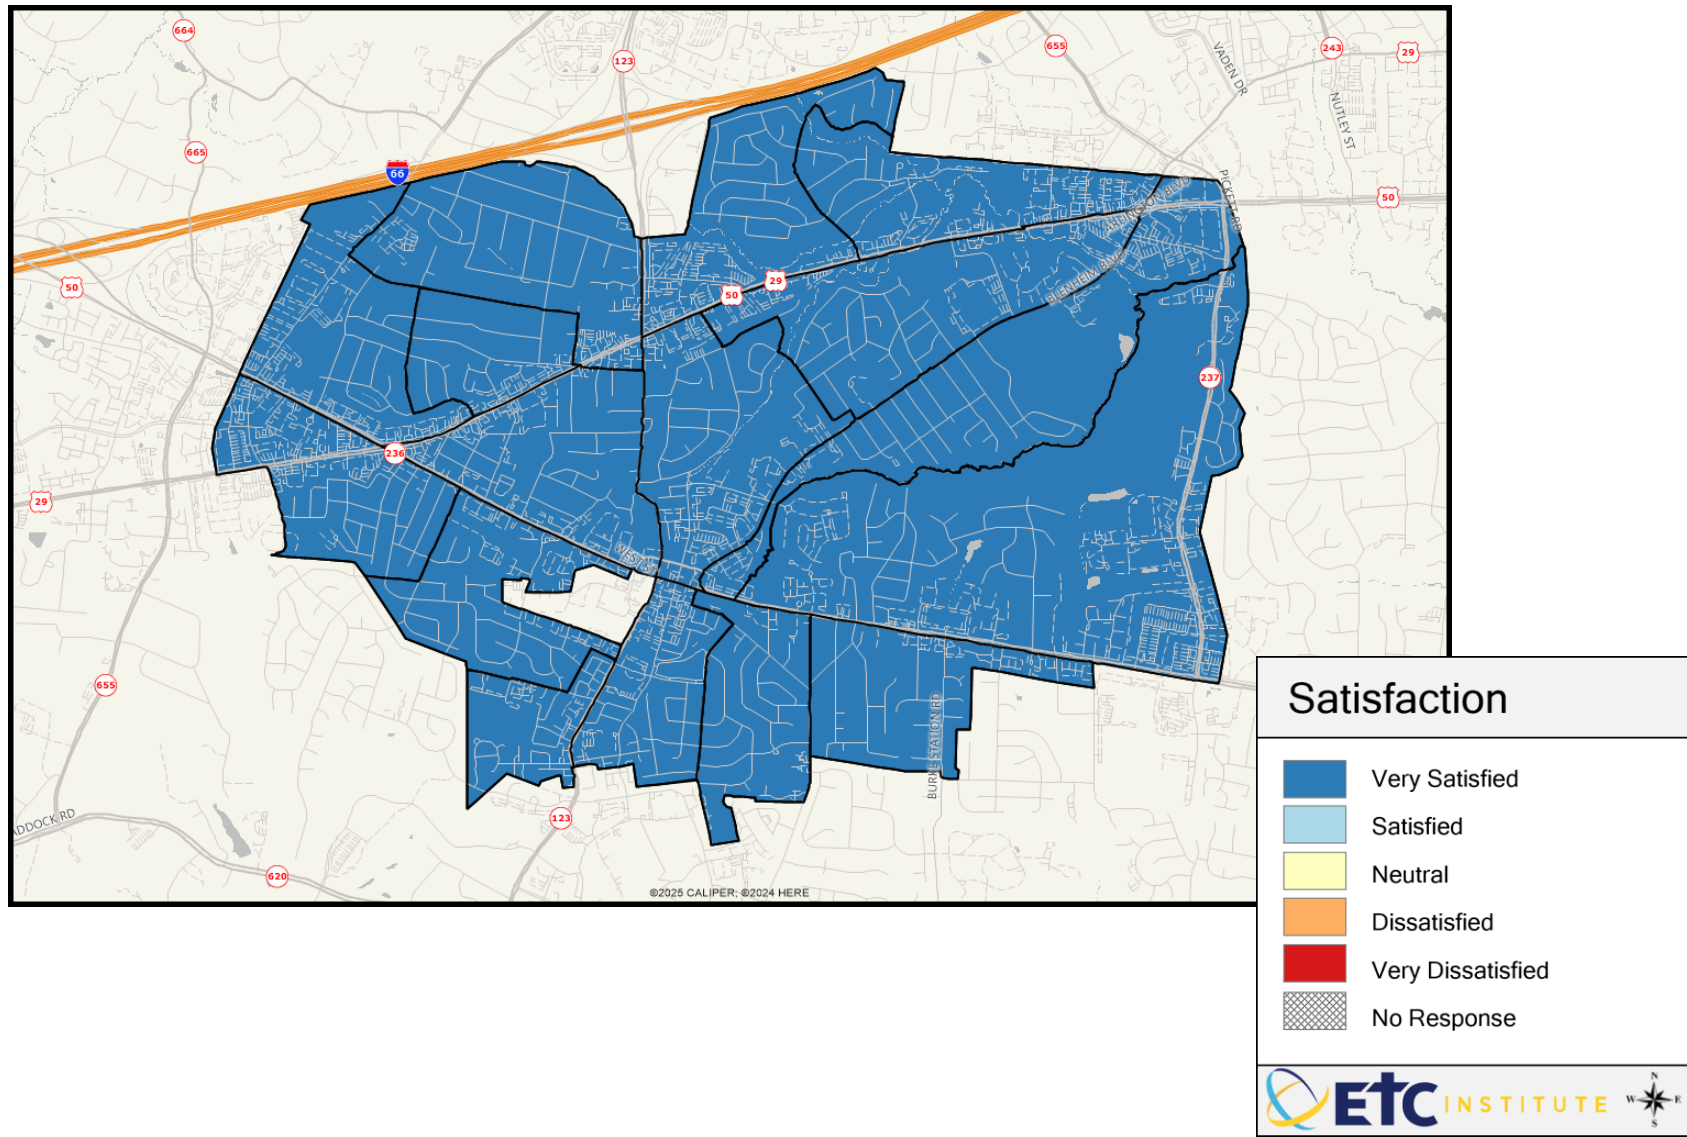 664
123
655
243
29
VADEN DR
NUTLEY ST
665
66
PICKETT RD
50
ARLINGTON BLVD
50
29
50
BLENHEIM BLVD
237
236
29
WEST ST
655
BURKE STATION RD
123
ADDOCK RD
620
©2025 CALIPER; ©2024 HERE
Satisfaction
Very Satisfied
Satisfied
Neutral
Dissatisfied
Very Dissatisfied
No Response
ETC INSTITUTE
N
W
E
S